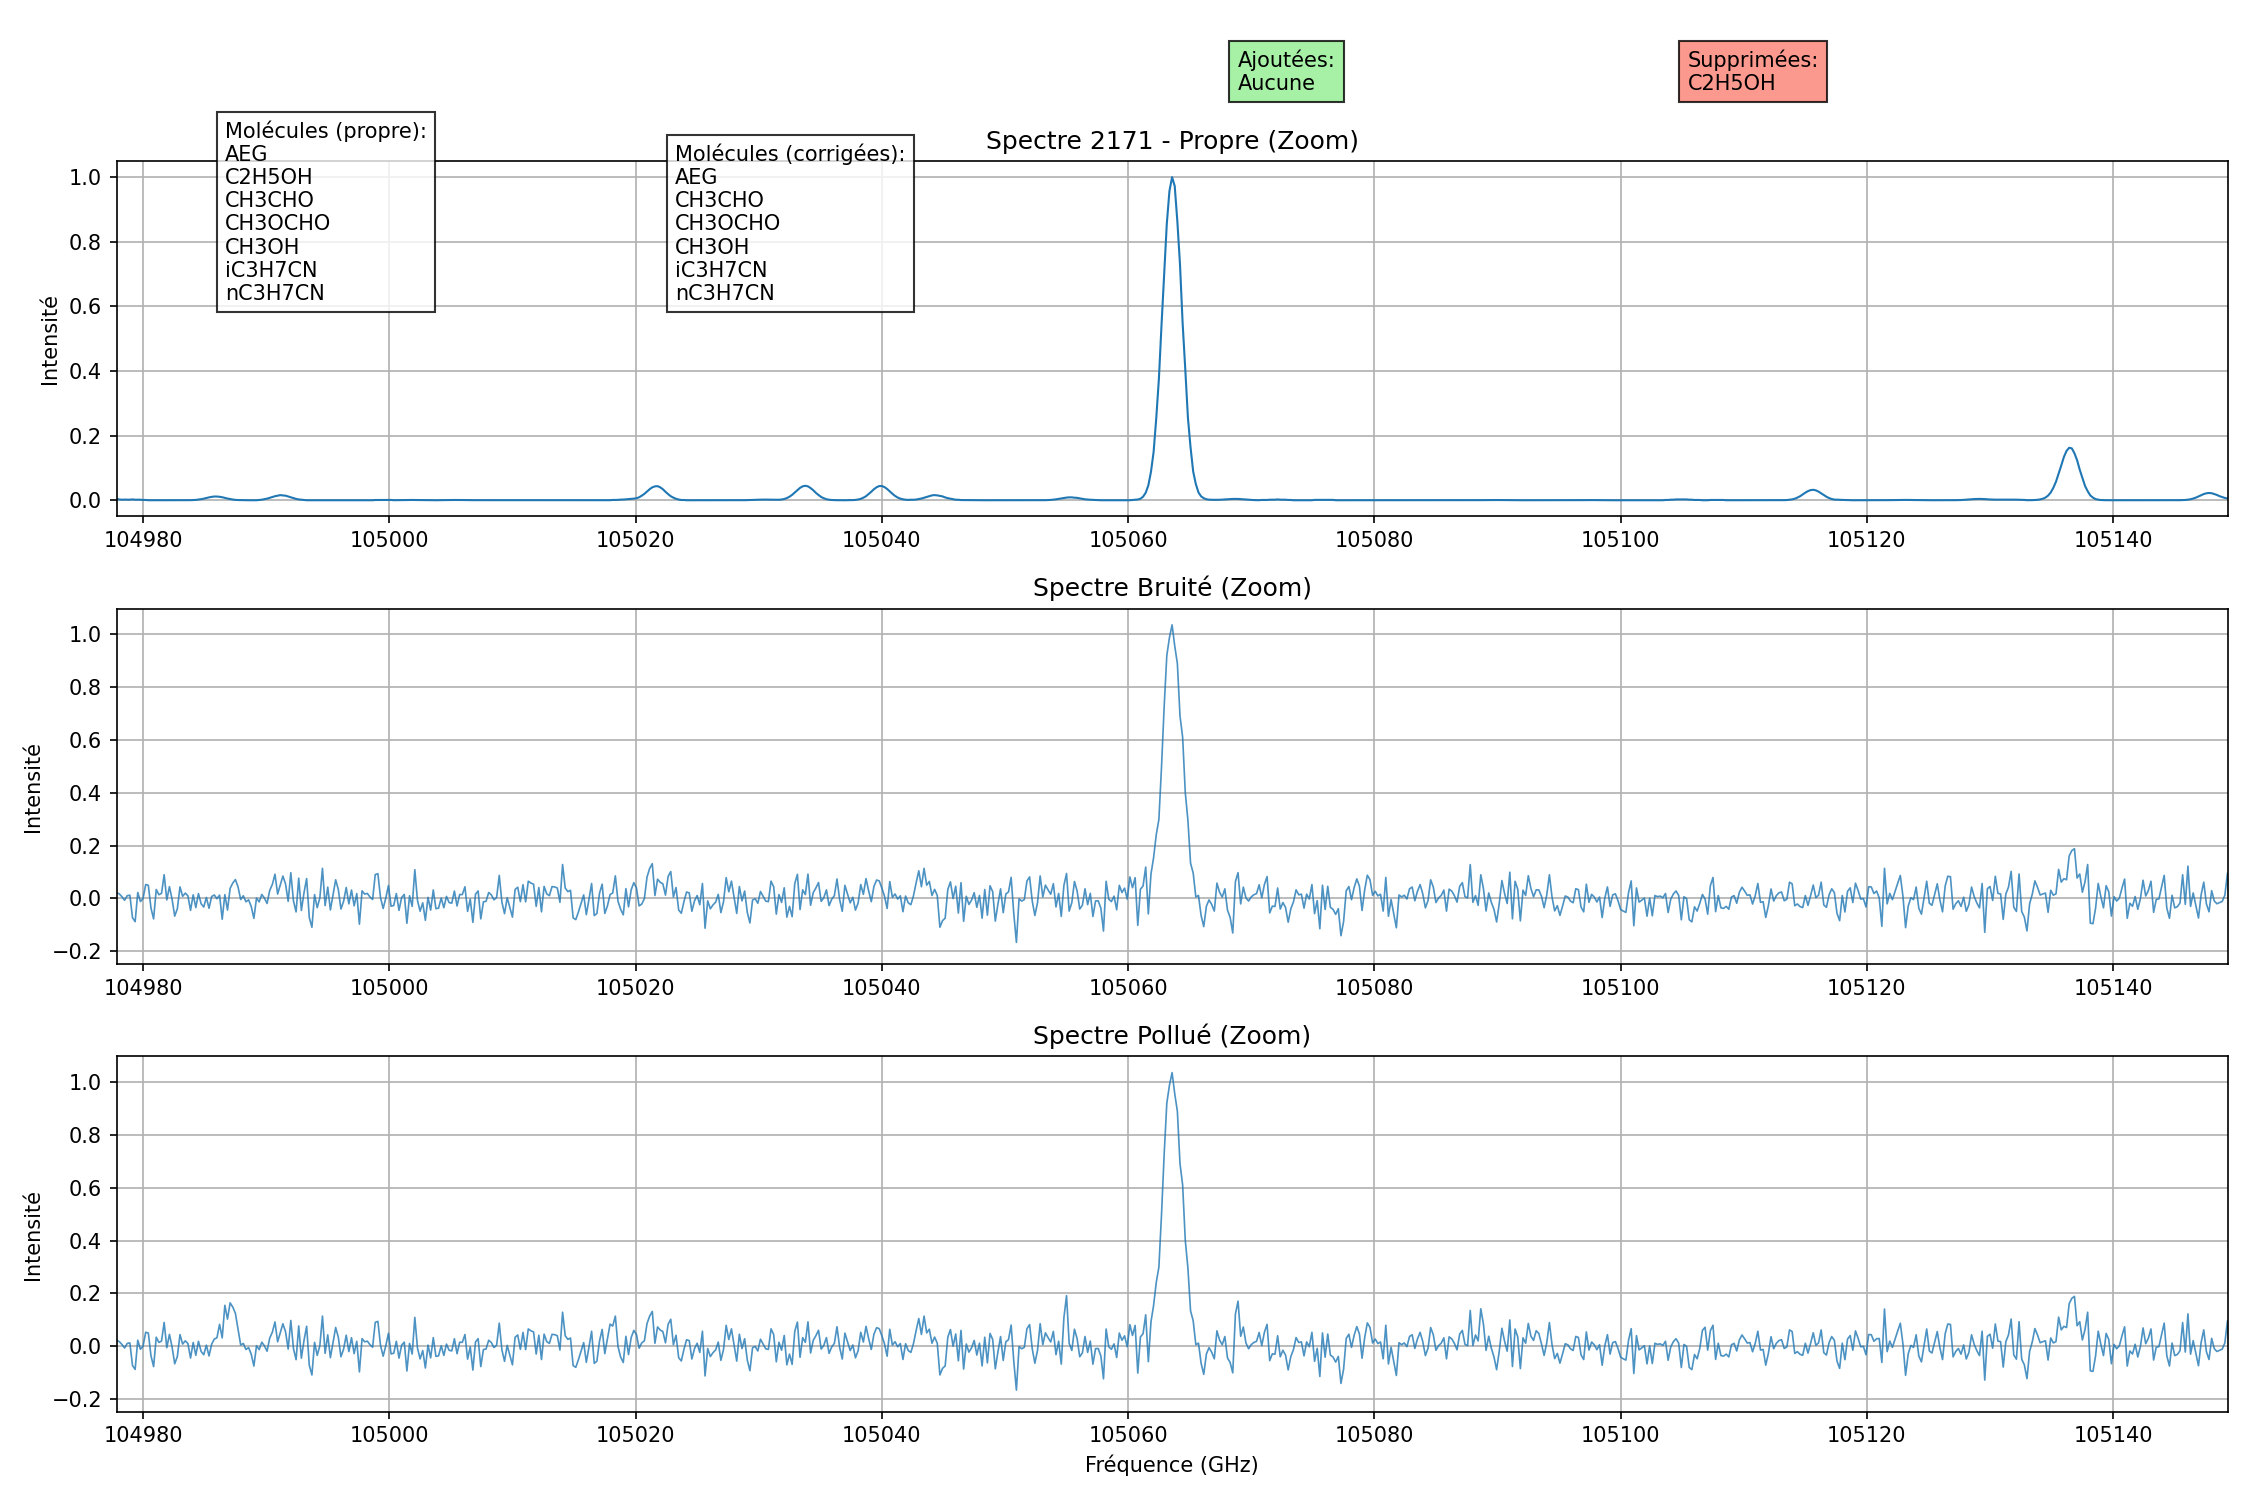 Ajoutées:
Aucune
Supprimées:
C2H5OH
Molécules (propre):
AEG
C2H5OH
CH3CHO
CH3OCHO
CH3OH
iC3H7CN
nC3H7CN
Molécules (corrigées):
AEG
CH3CHO
CH3OCHO
CH3OH
iC3H7CN
nC3H7CN
Spectre 2171 - Propre (Zoom)
Intensité
1.0
0.8
0.6
0.4
0.2
0.0
104980 105000 105020 105040 105060 105080 105100 105120 105140
Spectre Bruité (Zoom)
Intensité
1.0
0.8
0.6
0.4
0.2
0.0
−0.2
104980 105000 105020 105040 105060 105080 105100 105120 105140
Spectre Pollué (Zoom)
Intensité
1.0
0.8
0.6
0.4
0.2
0.0
−0.2
104980 105000 105020 105040 105060 105080 105100 105120 105140
Fréquence (GHz)